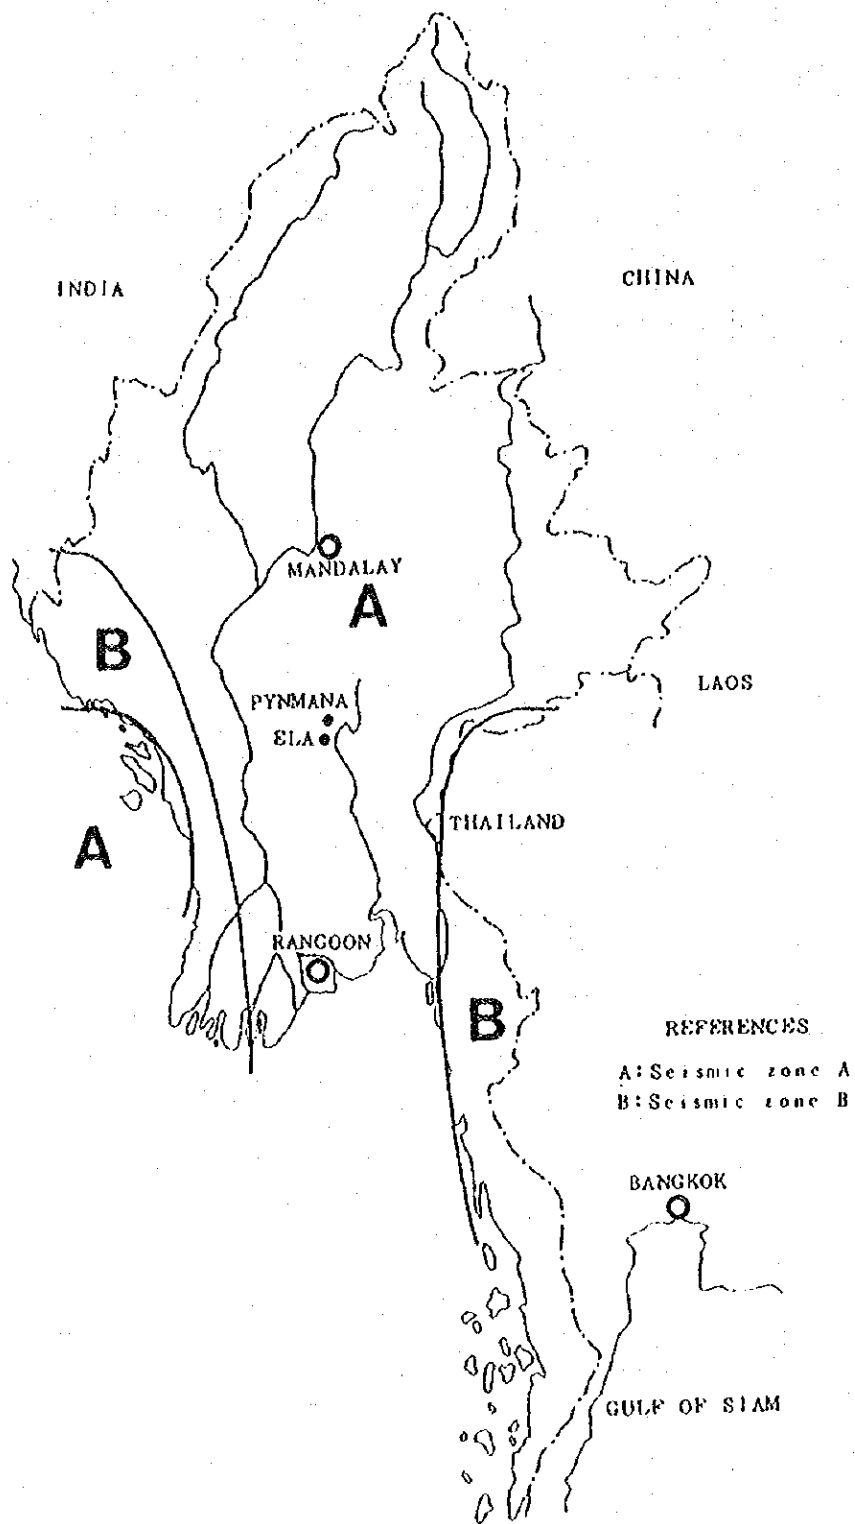 INDIA
CHINA
MANDALAY
A
B
PYNMANA
ELA
LAOS
THAILAND
A
RANGOON
B
REFERENCES
A:Seismic zone A
B:Seismic zone B
BANGKOK
GULF OF SIAM